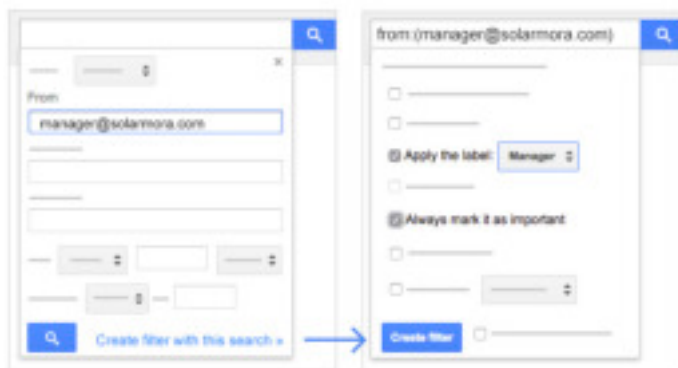 From
manager@solarmora.com
Create filter with this search »
from:(manager@solarmora.com)
Apply the label: Manager
Always mark it as important
Create filter